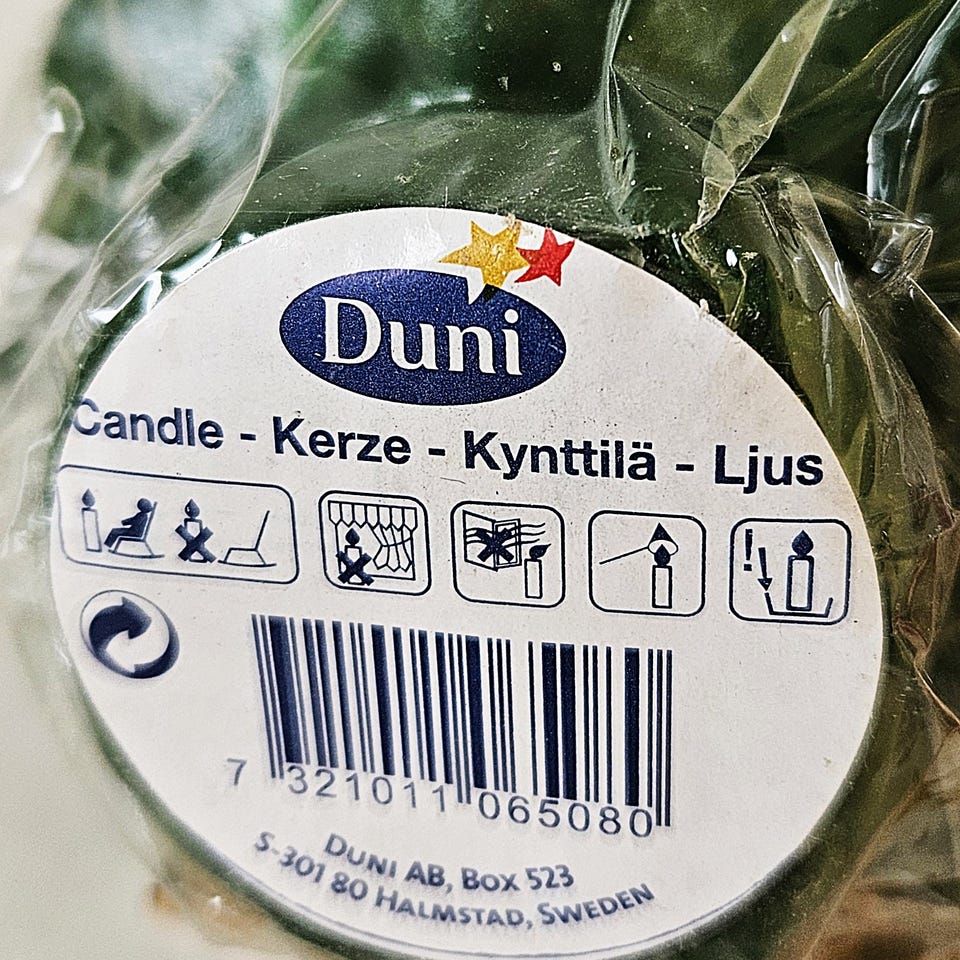 Duni
Candle - Kerze - Kynttilä - Ljus
!
7 321011 065080
DUNI AB, BOX 523
S-301 80 HALMSTAD, SWEDEN